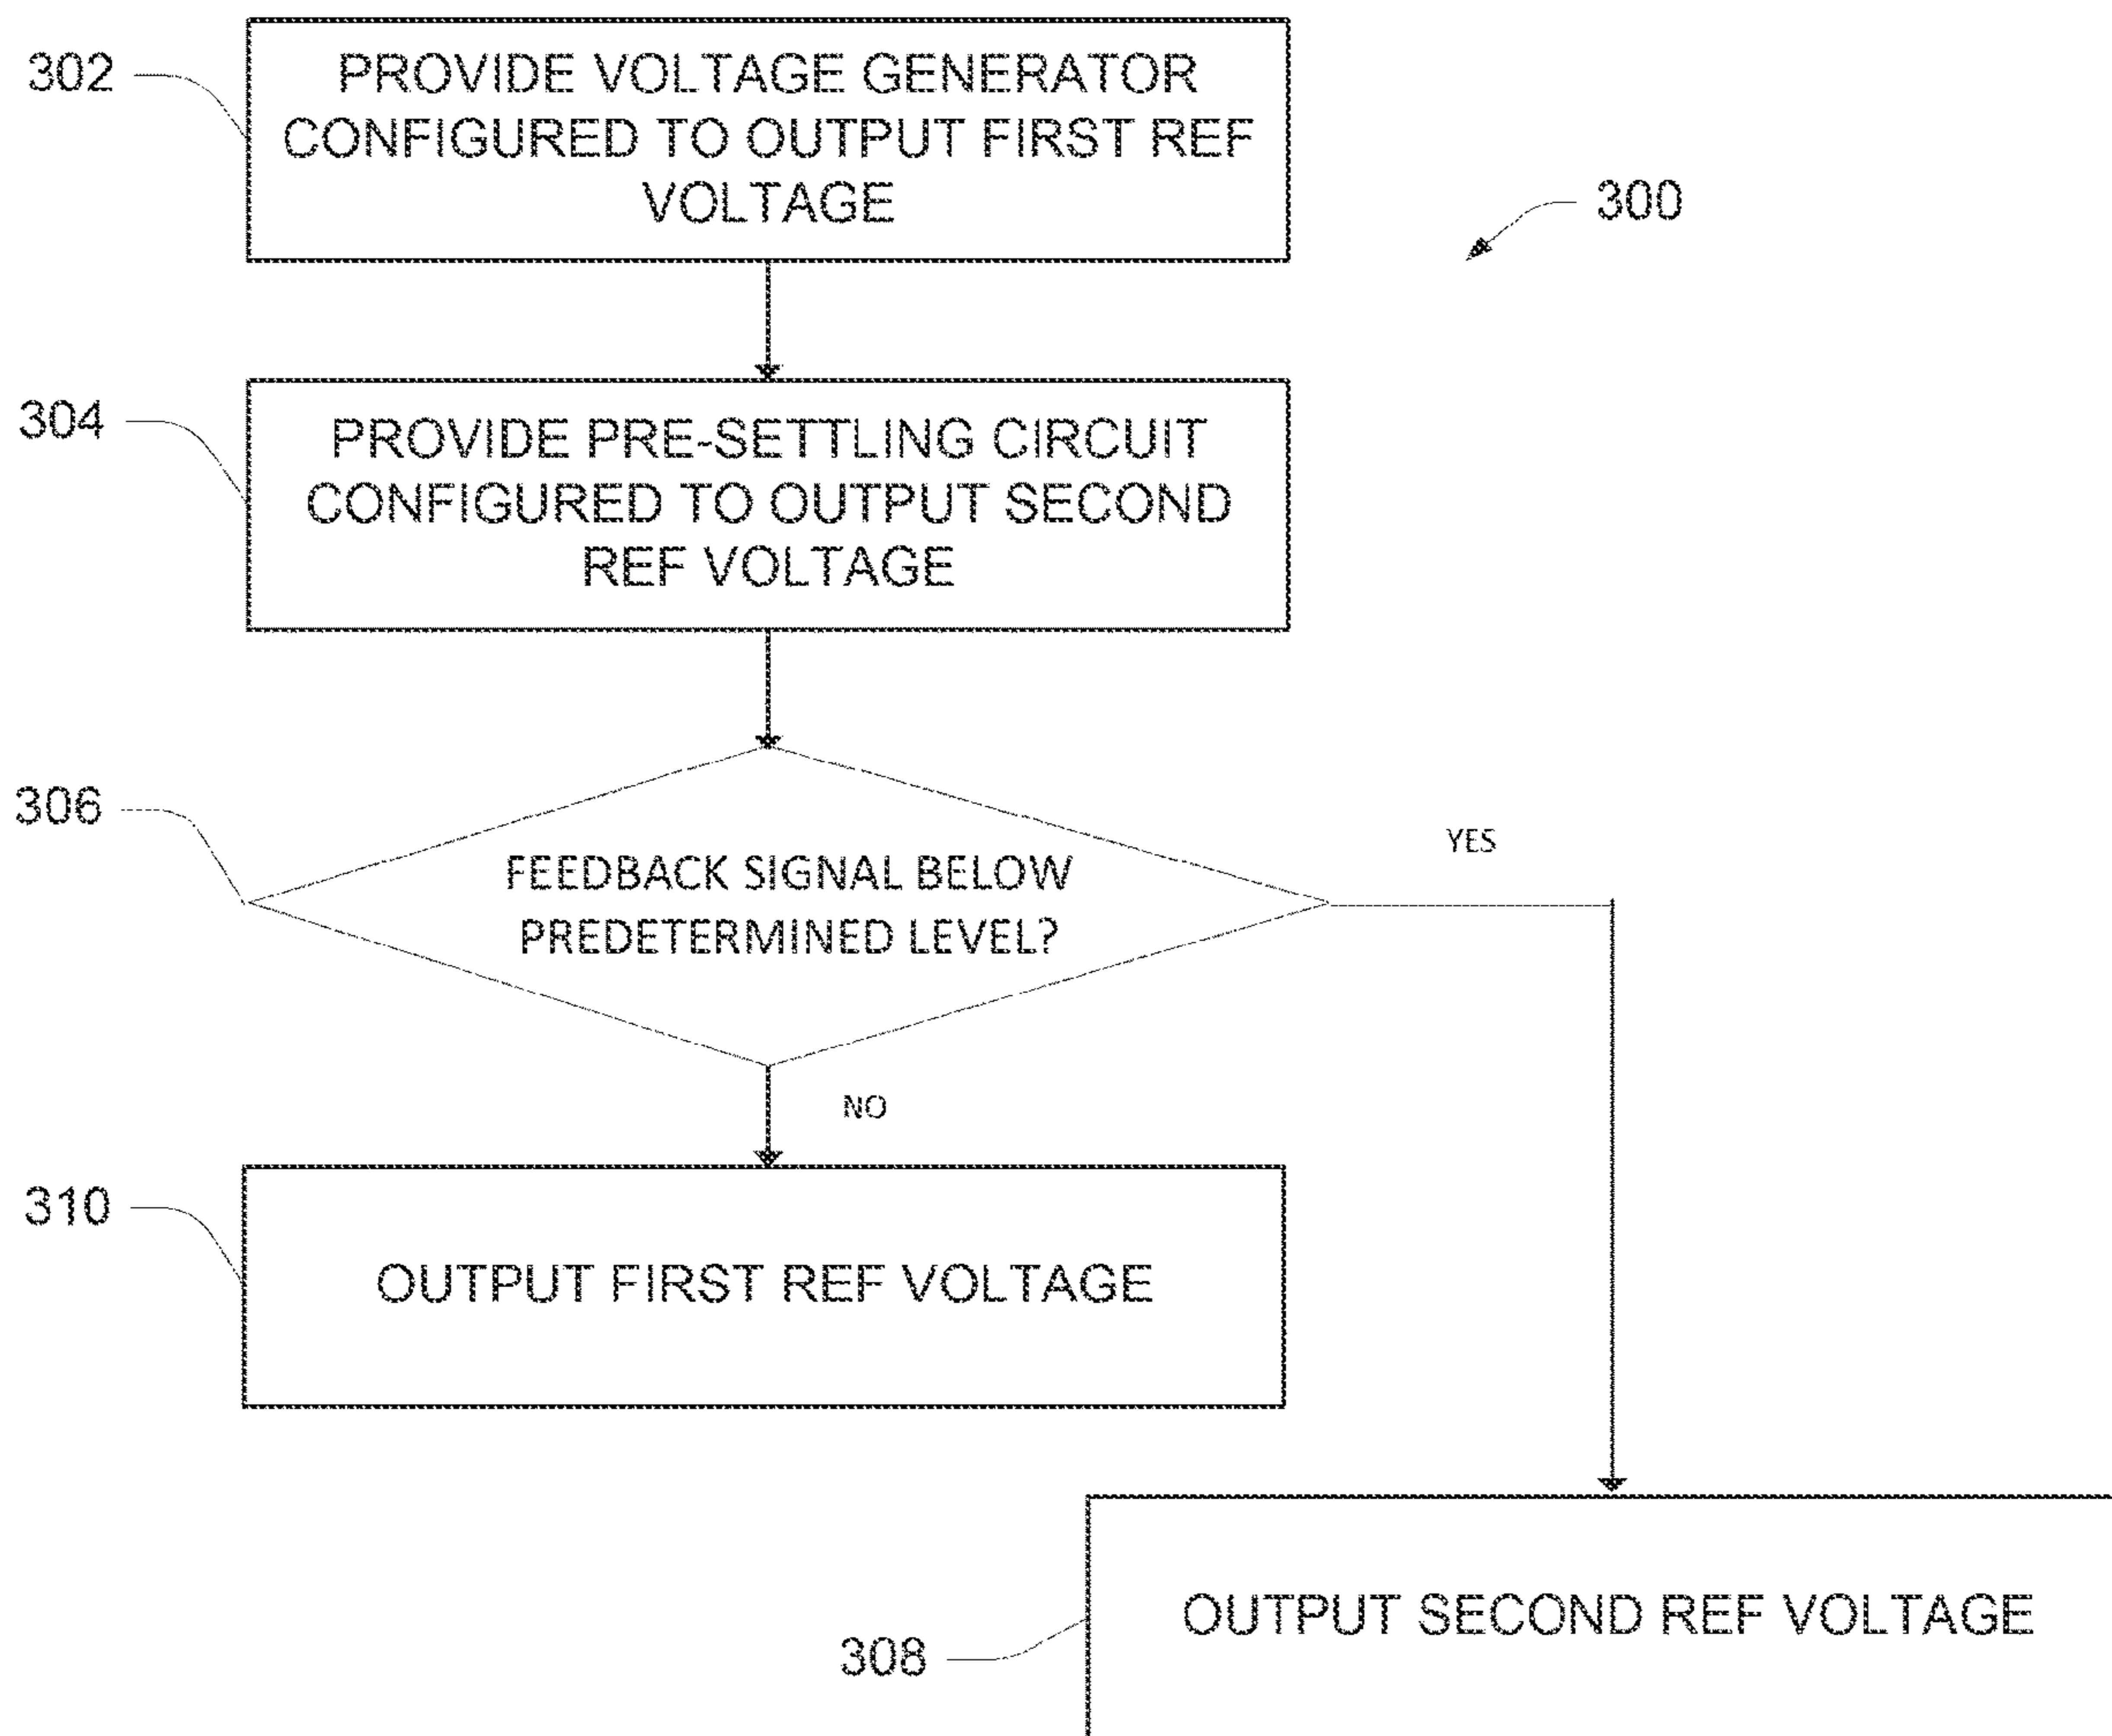 302
PROVIDE VOLTAGE GENERATOR
CONFIGURED TO OUTPUT FIRST REF
VOLTAGE
300
304
PROVIDE PRE-SETTLING CIRCUIT
CONFIGURED TO OUTPUT SECOND
REF VOLTAGE
306
FEEDBACK SIGNAL BELOW
PREDETERMINED LEVEL?
YES
NO
310
OUTPUT FIRST REF VOLTAGE
308
OUTPUT SECOND REF VOLTAGE